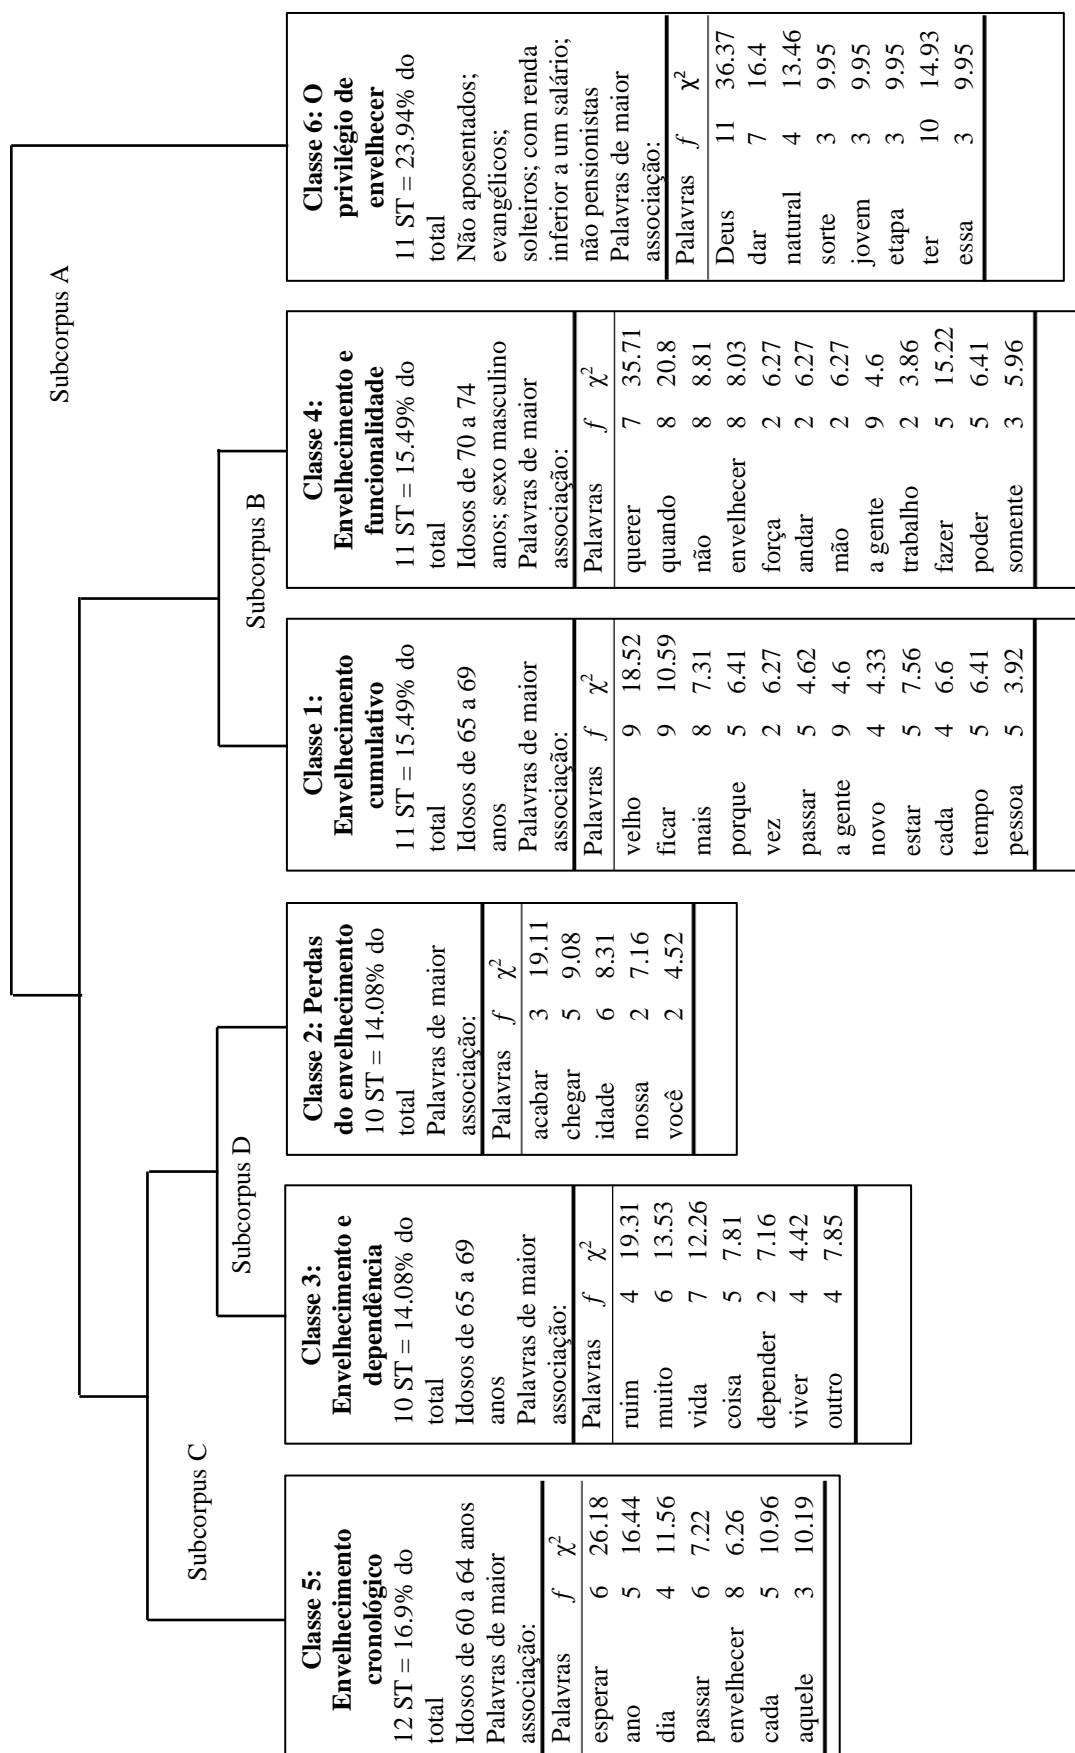 Subcorpus A
Subcorpus C
Subcorpus D
Subcorpus B
Classe 5:
Envelhecimento
cronológico
12 ST = 16.9% do
total
Idosos de 60 a 64 anos
Palavras de maior
associação:
Palavras f χ²
esperar 6 26.18
ano 5 16.44
dia 4 11.56
passar 6 7.22
envelhecer 8 6.26
cada 5 10.96
aquele 3 10.19
Classe 3:
Envelhecimento e
dependência
10 ST = 14.08% do
total
Idosos de 65 a 69
anos
Palavras de maior
associação:
Palavras f χ²
ruim 4 19.31
muito 6 13.53
vida 7 12.26
coisa 5 7.81
depender 2 7.16
viver 4 4.42
outro 4 7.85
Classe 2: Perdas
do envelhecimento
10 ST = 14.08% do
total
Palavras de maior
associação:
Palavras f χ²
acabar 3 19.11
chegar 5 9.08
idade 6 8.31
nossa 2 7.16
você 2 4.52
Classe 1:
Envelhecimento
cumulativo
11 ST = 15.49% do
total
Idosos de 65 a 69
anos
Palavras de maior
associação:
Palavras f χ²
velho 9 18.52
ficar 9 10.59
mais 8 7.31
porque 5 6.41
vez 2 6.27
passar 5 4.62
a gente 9 4.6
novo 4 4.33
estar 5 7.56
cada 4 6.6
tempo 5 6.41
pessoa 5 3.92
Classe 4:
Envelhecimento e
funcionalidade
11 ST = 15.49% do
total
Idosos de 70 a 74
anos; sexo masculino
Palavras de maior
associação:
Palavras f χ²
querer 7 35.71
quando 8 20.8
não 8 8.81
envelhecer 8 8.03
força 2 6.27
andar 2 6.27
mão 2 6.27
a gente 9 4.6
trabalho 2 3.86
fazer 5 15.22
poder 5 6.41
somente 3 5.96
Classe 6: O
privilégio de
envelhecer
11 ST = 23.94% do
total
Não aposentados;
evangélicos;
solteiros; com renda
inferior a um salário;
não pensionistas
Palavras de maior
associação:
Palavras f χ²
Deus 11 36.37
dar 7 16.4
natural 4 13.46
sorte 3 9.95
jovem 3 9.95
etapa 3 9.95
ter 10 14.93
essa 3 9.95